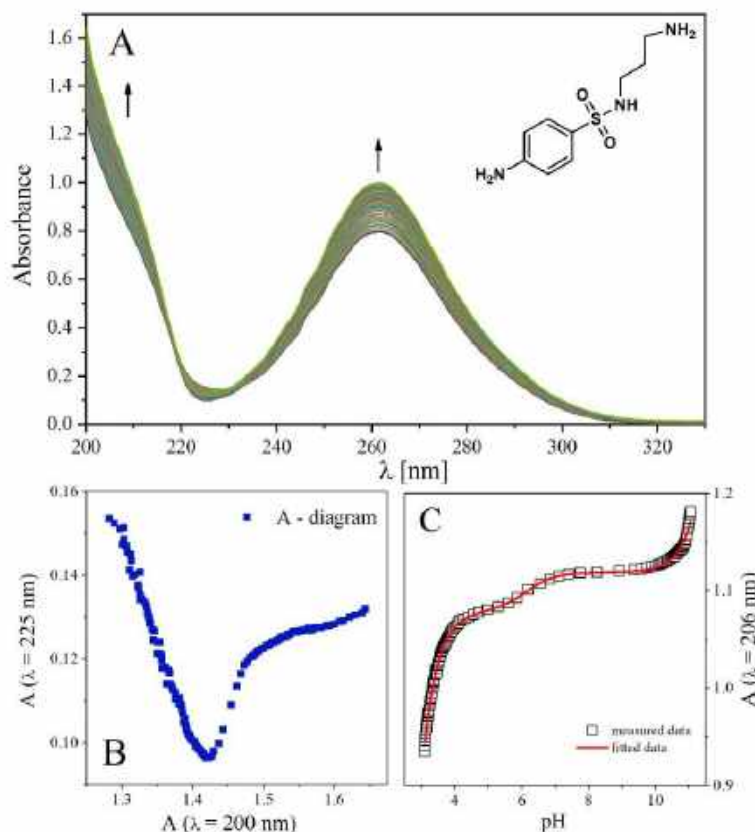 A
1.6
1.4
1.2
1.0
0.8
0.6
0.4
0.2
0.0
Absorbance
200 220 240 260 280 300 320
λ [nm]
NH₂
O
NH
S
O
H₂N
B
A - diagram
0.16
0.14
0.12
0.10
A (λ = 225 nm)
1.3 1.4 1.5 1.6
A (λ = 200 nm)
C
1.2
1.1
1.0
0.9
A (λ = 206 nm)
measured data
fitted data
4 6 8 10
pH